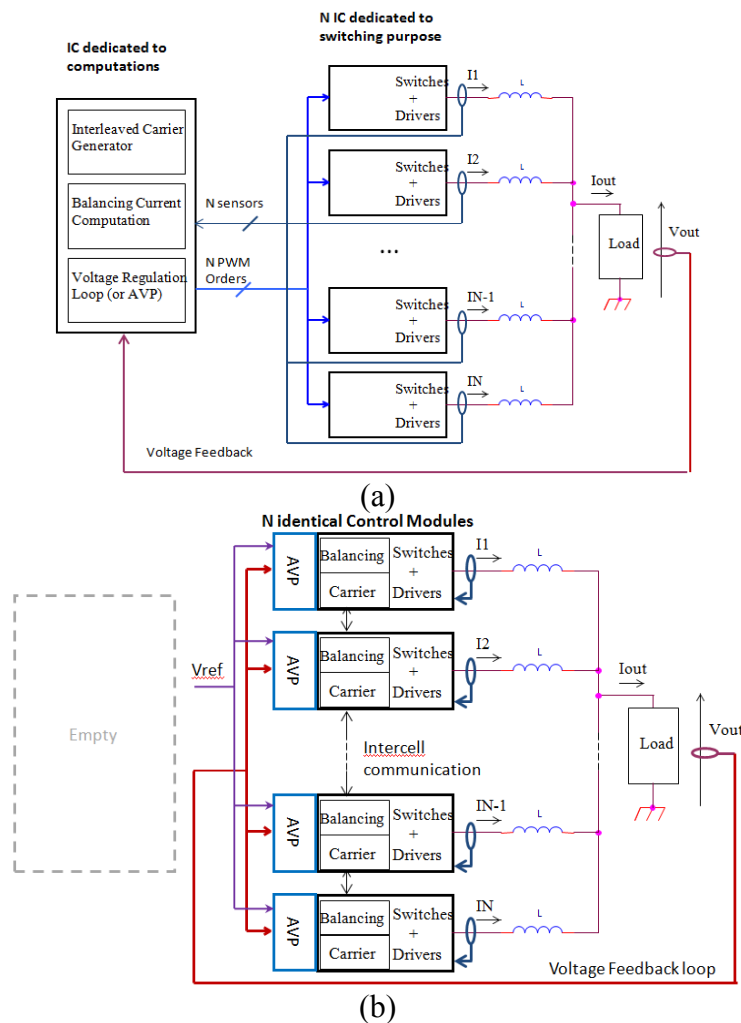 IC dedicated to
computations
N IC dedicated to
switching purpose
Interleaved Carrier
Generator
Balancing Current
Computation
Voltage Regulation
Loop (or AVP)
N sensors
N PWM
Orders
Switches
+
Drivers
I1
L
Switches
+
Drivers
I2
L
...
Switches
+
Drivers
IN-1
L
Switches
+
Drivers
IN
L
Iout
Load
Vout
Voltage Feedback
(a)
N identical Control Modules
Empty
Vref
AVP
Balancing
Carrier
Switches
+
Drivers
I1
L
AVP
Balancing
Carrier
Switches
+
Drivers
I2
L
Intercell
communication
AVP
Balancing
Carrier
Switches
+
Drivers
IN-1
L
AVP
Balancing
Carrier
Switches
+
Drivers
IN
L
Iout
Load
Vout
Voltage Feedback loop
(b)